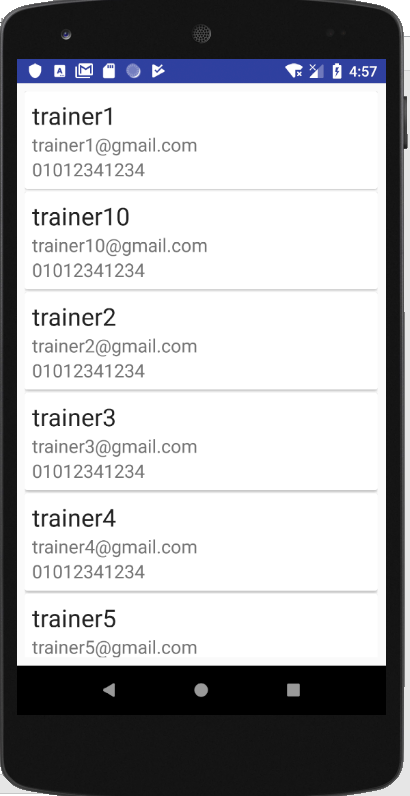 4:57
trainer1
trainer1@gmail.com
01012341234
trainer10
trainer10@gmail.com
01012341234
trainer2
trainer2@gmail.com
01012341234
trainer3
trainer3@gmail.com
01012341234
trainer4
trainer4@gmail.com
01012341234
trainer5
trainer5@gmail.com